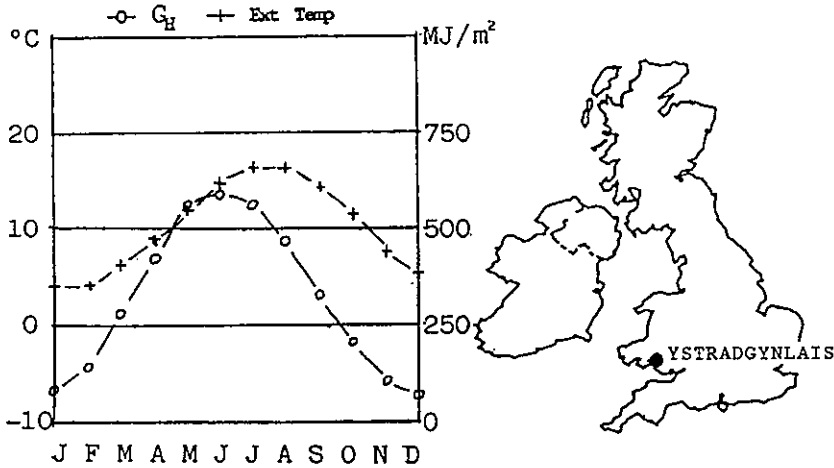 G_H Ext Temp
°C MJ/m²
20 750
10 500
0 250
-10 0
J F M A M J J A S O N D
YSTRADGYNLAIS